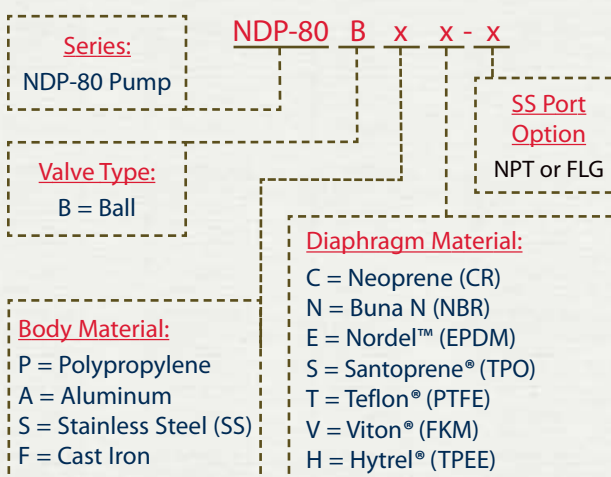 NDP-80 B x x - x
Series:
NDP-80 Pump
Valve Type:
B = Ball
Body Material:
P = Polypropylene
A = Aluminum
S = Stainless Steel (SS)
F = Cast Iron
Diaphragm Material:
C = Neoprene (CR)
N = Buna N (NBR)
E = Nordel™ (EPDM)
S = Santoprene® (TPO)
T = Teflon® (PTFE)
V = Viton® (FKM)
H = Hytrel® (TPEE)
SS Port
Option
NPT or FLG